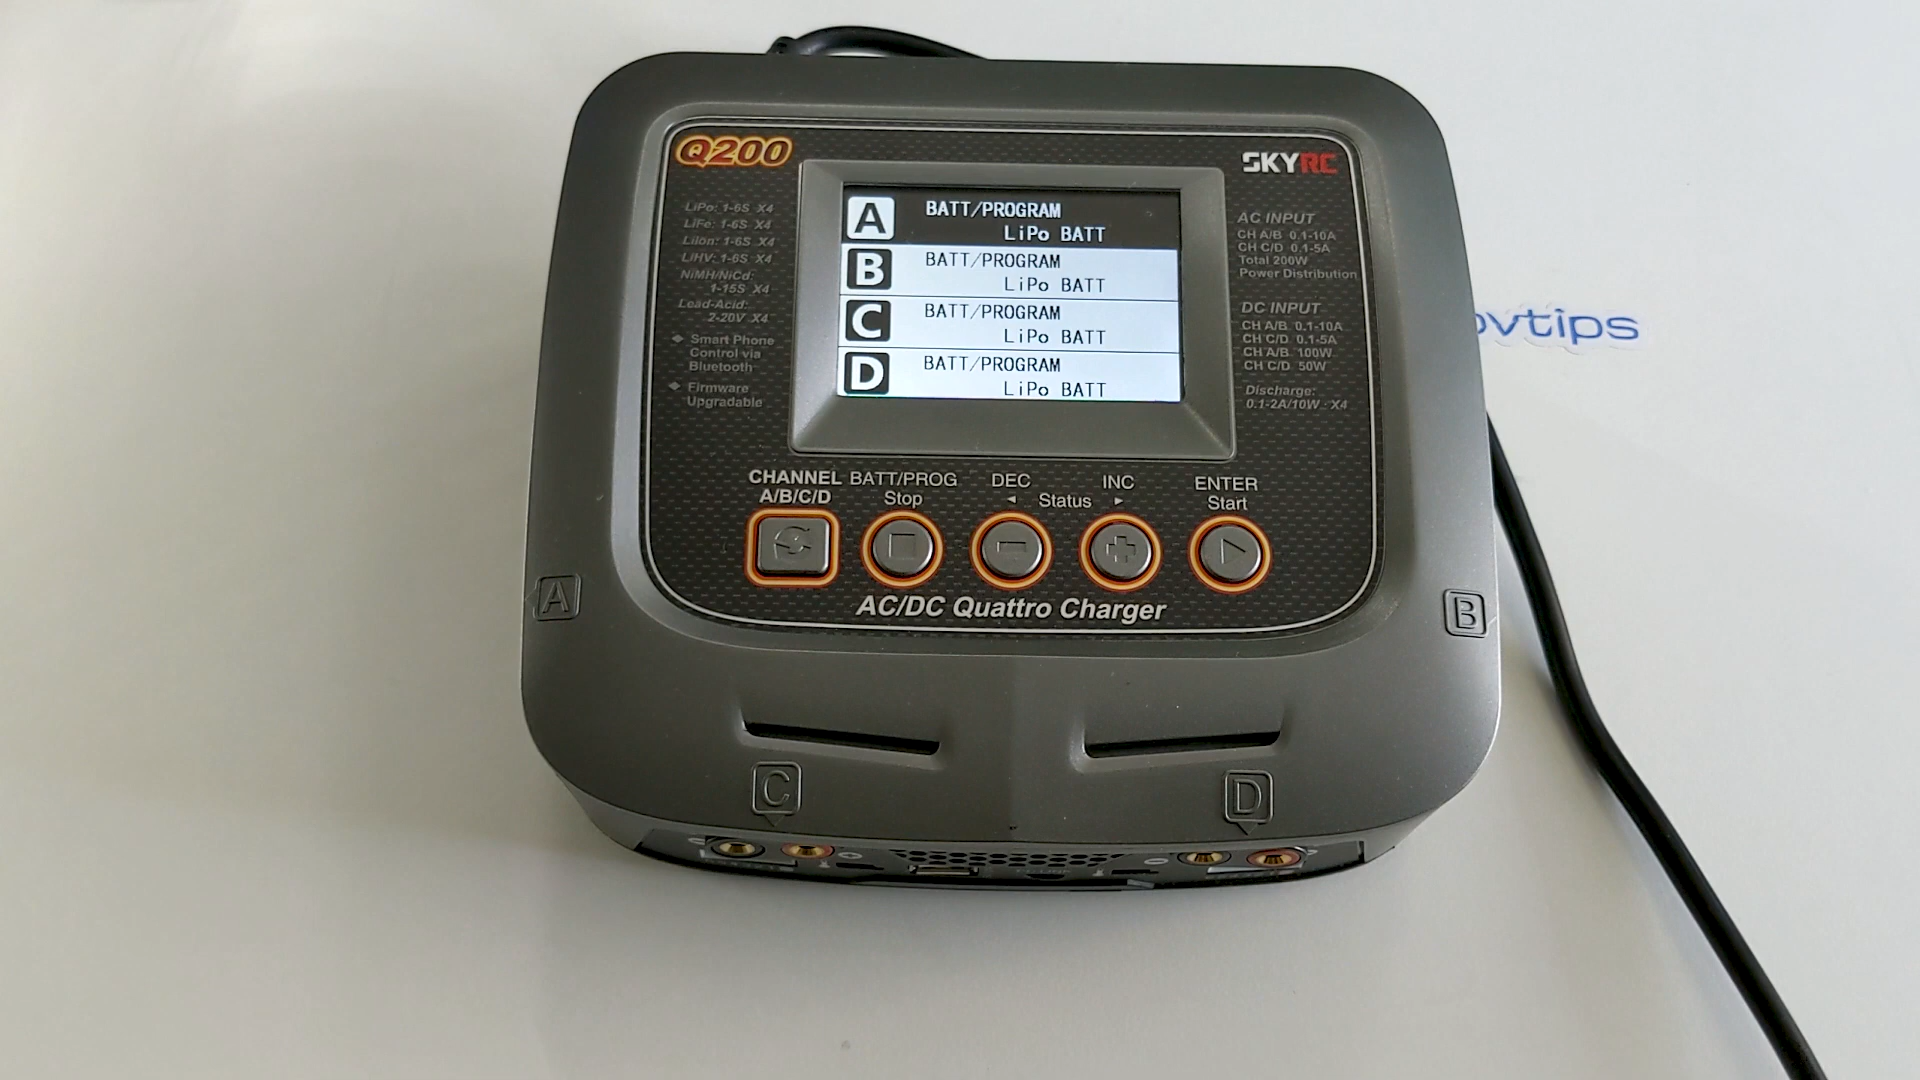 Q200
SKYRC
LiPo: 1-6S X4
LiFe: 1-6S X4
LiIon: 1-6S X4
LiHV: 1-6S X4
NiMH/NiCd:
1-15S X4
Lead-Acid:
2-20V X4
Smart Phone
Control via
Bluetooth
Firmware
Upgradable
A BATT/PROGRAM
LiPo BATT
B BATT/PROGRAM
LiPo BATT
C BATT/PROGRAM
LiPo BATT
D BATT/PROGRAM
LiPo BATT
AC INPUT
CH A/B 0.1-10A
CH C/D 0.1-5A
Total 200W
Power Distribution
DC INPUT
CH A/B 0.1-10A
CH C/D 0.1-5A
CH A/B 100W
CH C/D 50W
Discharge:
0.1-2A/10W X4
CHANNEL BATT/PROG DEC INC ENTER
A/B/C/D Stop Status Start
AC/DC Quattro Charger
A
B
C
D